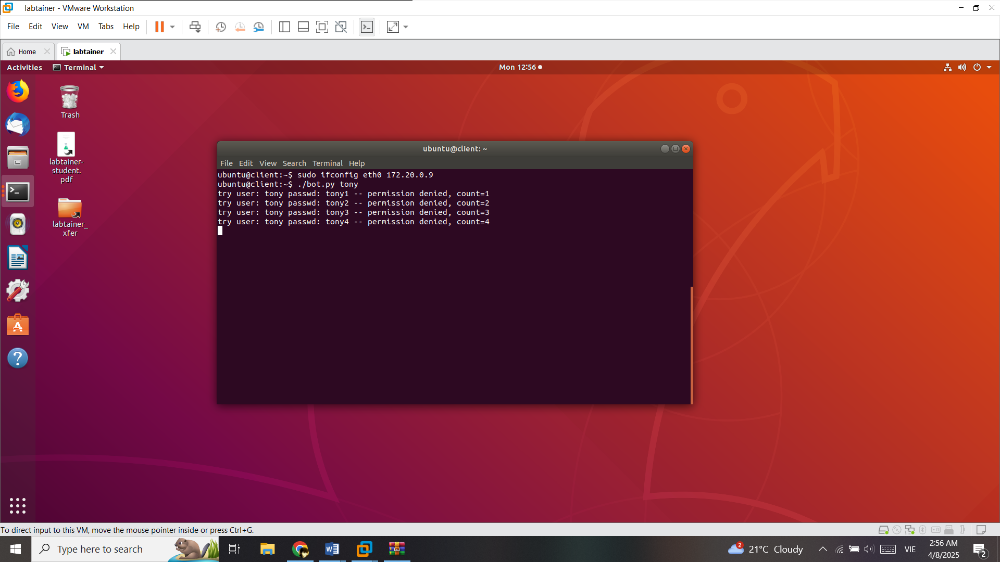 labtainer - VMware Workstation
File Edit View VM Tabs Help
Home labtainer
Activities Terminal Mon 12:56
Trash
labtainer-
student.
pdf
labtainer_
xfer
ubuntu@client: ~
File Edit View Search Terminal Help
ubuntu@client:~$ sudo ifconfig eth0 172.20.0.9
ubuntu@client:~$ ./bot.py tony
try user: tony passwd: tony1 -- permission denied, count=1
try user: tony passwd: tony2 -- permission denied, count=2
try user: tony passwd: tony3 -- permission denied, count=3
try user: tony passwd: tony4 -- permission denied, count=4
To direct input to this VM, move the mouse pointer inside or press Ctrl+G.
Type here to search
2
21°C Cloudy
VIE
2:56 AM
4/8/2025
2